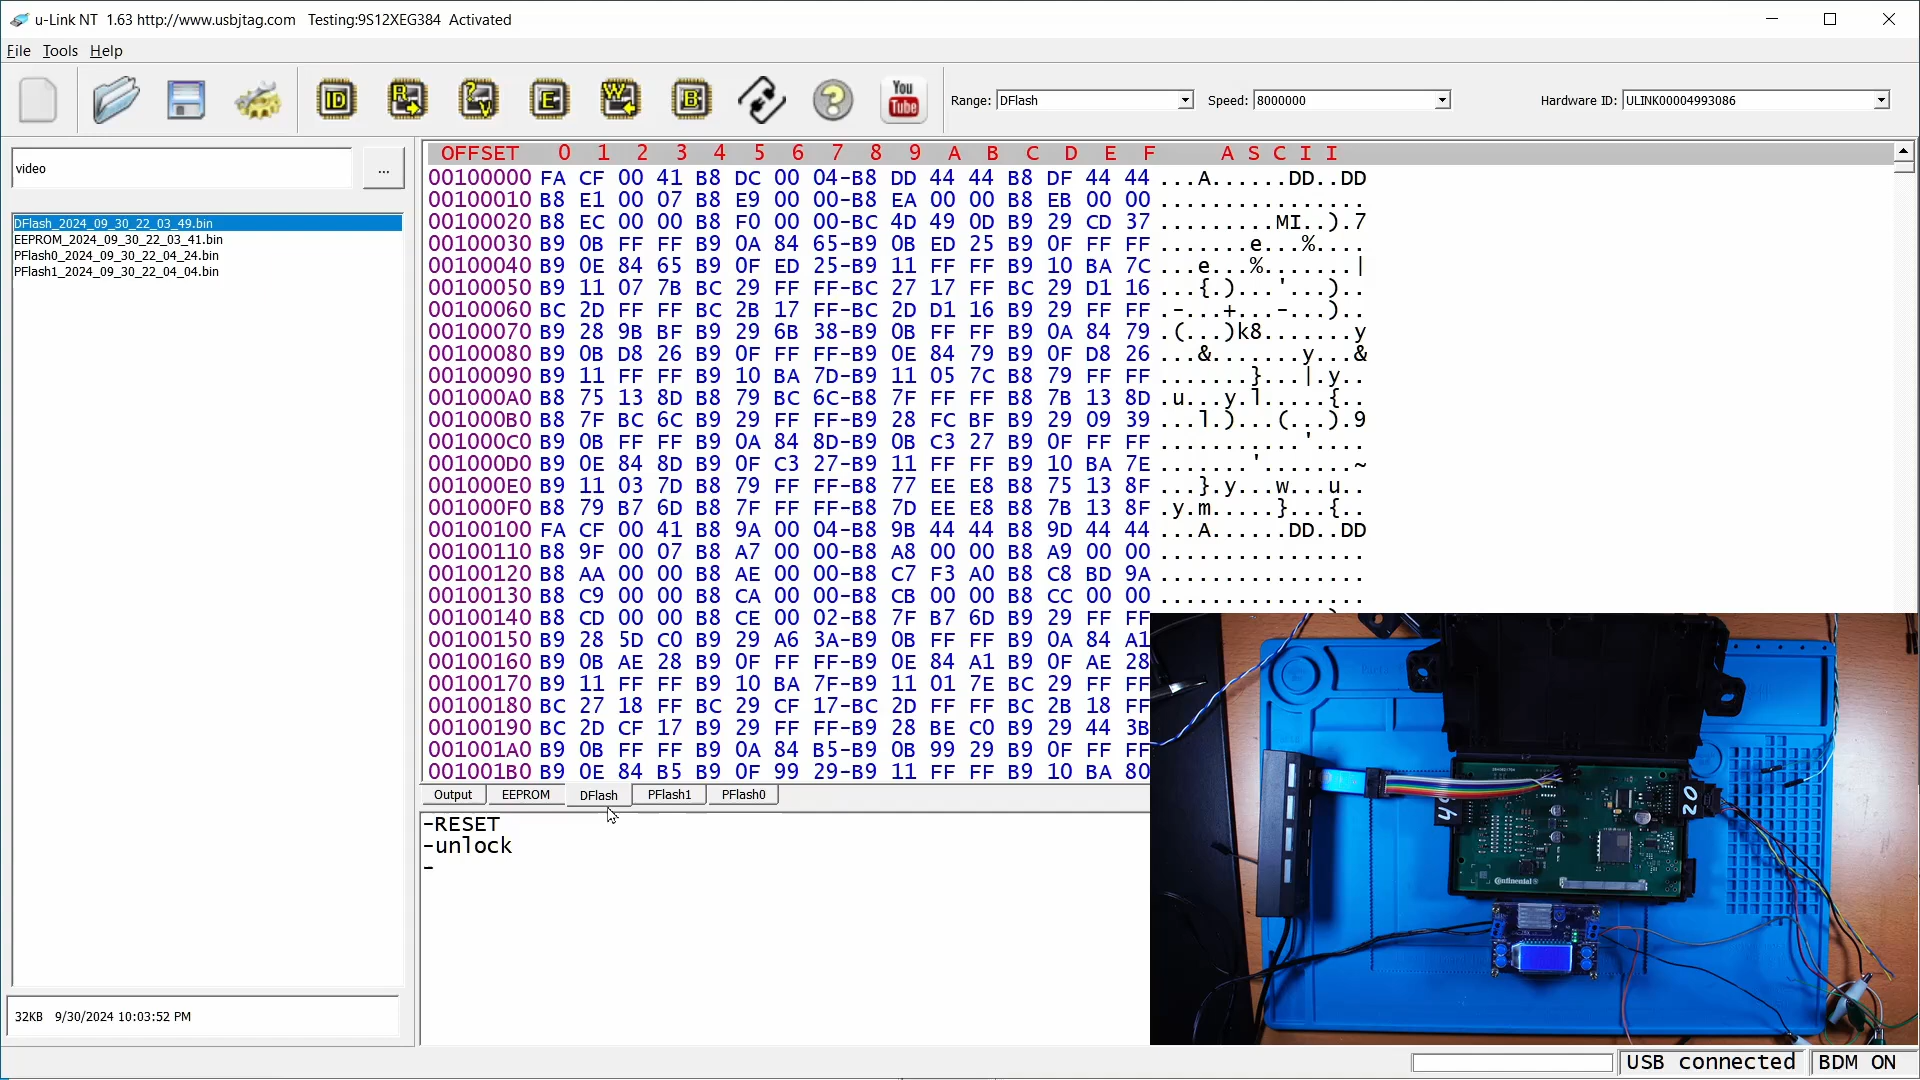 u-Link NT  1.63 http://www.usbjtag.com   Testing:9S12XEG384  Activated
File Tools Help
ID R ? V E W B ? You Tube Range: DFlash Speed: 8000000 Hardware ID: ULINK00004993086
video ...
DFlash_2024_09_30_22_03_49.bin
EEPROM_2024_09_30_22_03_41.bin
PFlash0_2024_09_30_22_04_24.bin
PFlash1_2024_09_30_22_04_04.bin
32KB 9/30/2024 10:03:52 PM
OFFSET 0 1 2 3 4 5 6 7 8 9 A B C D E F A S C I I
00100000 FA CF 00 41 B8 DC 00 04-B8 DD 44 44 B8 DF 44 44 ...A......DD..DD
00100010 B8 E1 00 07 B8 E9 00 00-B8 EA 00 00 B8 EB 00 00 ................
00100020 B8 EC 00 00 B8 F0 00 00-BC 4D 49 0D B9 29 CD 37 .........MI..).7
00100030 B9 0B FF FF B9 0A 84 65-B9 0B ED 25 B9 0F FF FF .......e...%....
00100040 B9 0E 84 65 B9 0F ED 25-B9 11 FF FF B9 10 BA 7C ...e...%.......|
00100050 B9 11 07 7B BC 29 FF FF-BC 27 17 FF BC 29 D1 16 ...{.)...'...)..
00100060 BC 2D FF FF BC 2B 17 FF-BC 2D D1 16 B9 29 FF FF .-...+...-...)..
00100070 B9 28 9B BF B9 29 6B 38-B9 0B FF FF B9 0A 84 79 .(...)k8.......y
00100080 B9 0B D8 26 B9 0F FF FF-B9 0E 84 79 B9 0F D8 26 ...&.......y...&
00100090 B9 11 FF FF B9 10 BA 7D-B9 11 05 7C B8 79 FF FF .......}...|.y..
001000A0 B8 75 13 8D B8 79 BC 6C-B8 7F FF FF B8 7B 13 8D .u...y.l.....{..
001000B0 B8 7F BC 6C B9 29 FF FF-B9 28 FC BF B9 29 09 39 ...l.)...(...).9
001000C0 B9 0B FF FF B9 0A 84 8D-B9 0B C3 27 B9 0F FF FF ...........'....
001000D0 B9 0E 84 8D B9 0F C3 27-B9 11 FF FF B9 10 BA 7E .......'.......~
001000E0 B9 11 03 7D B8 79 FF FF-B8 77 EE E8 B8 75 13 8F ...}.y...w...u..
001000F0 B8 79 B7 6D B8 7F FF FF-B8 7D EE E8 B8 7B 13 8F .y.m.....}...{..
00100100 FA CF 00 41 B8 9A 00 04-B8 9B 44 44 B8 9D 44 44 ...A......DD..DD
00100110 B8 9F 00 07 B8 A7 00 00-B8 A8 00 00 B8 A9 00 00 ................
00100120 B8 AA 00 00 B8 AE 00 00-B8 C7 F3 A0 B8 C8 BD 9A ................
00100130 B8 C9 00 00 B8 CA 00 00-B8 CB 00 00 B8 CC 00 00 ................
00100140 B8 CD 00 00 B8 CE 00 02-B8 7F B7 6D B9 29 FF FF
00100150 B9 28 5D C0 B9 29 A6 3A-B9 0B FF FF B9 0A 84 A1
00100160 B9 0B AE 28 B9 0F FF FF-B9 0E 84 A1 B9 0F AE 28
00100170 B9 11 FF FF B9 10 BA 7F-B9 11 01 7E BC 29 FF FF
00100180 BC 27 18 FF BC 29 CF 17-BC 2D FF FF BC 2B 18 FF
00100190 BC 2D CF 17 B9 29 FF FF-B9 28 BE C0 B9 29 44 3B
001001A0 B9 0B FF FF B9 0A 84 B5-B9 0B 99 29 B9 0F FF FF
001001B0 B9 0E 84 B5 B9 0F 99 29-B9 11 FF FF B9 10 BA 80
Output EEPROM DFlash PFlash1 PFlash0
-RESET
-unlock
-
20
Continental
USB connected BDM ON